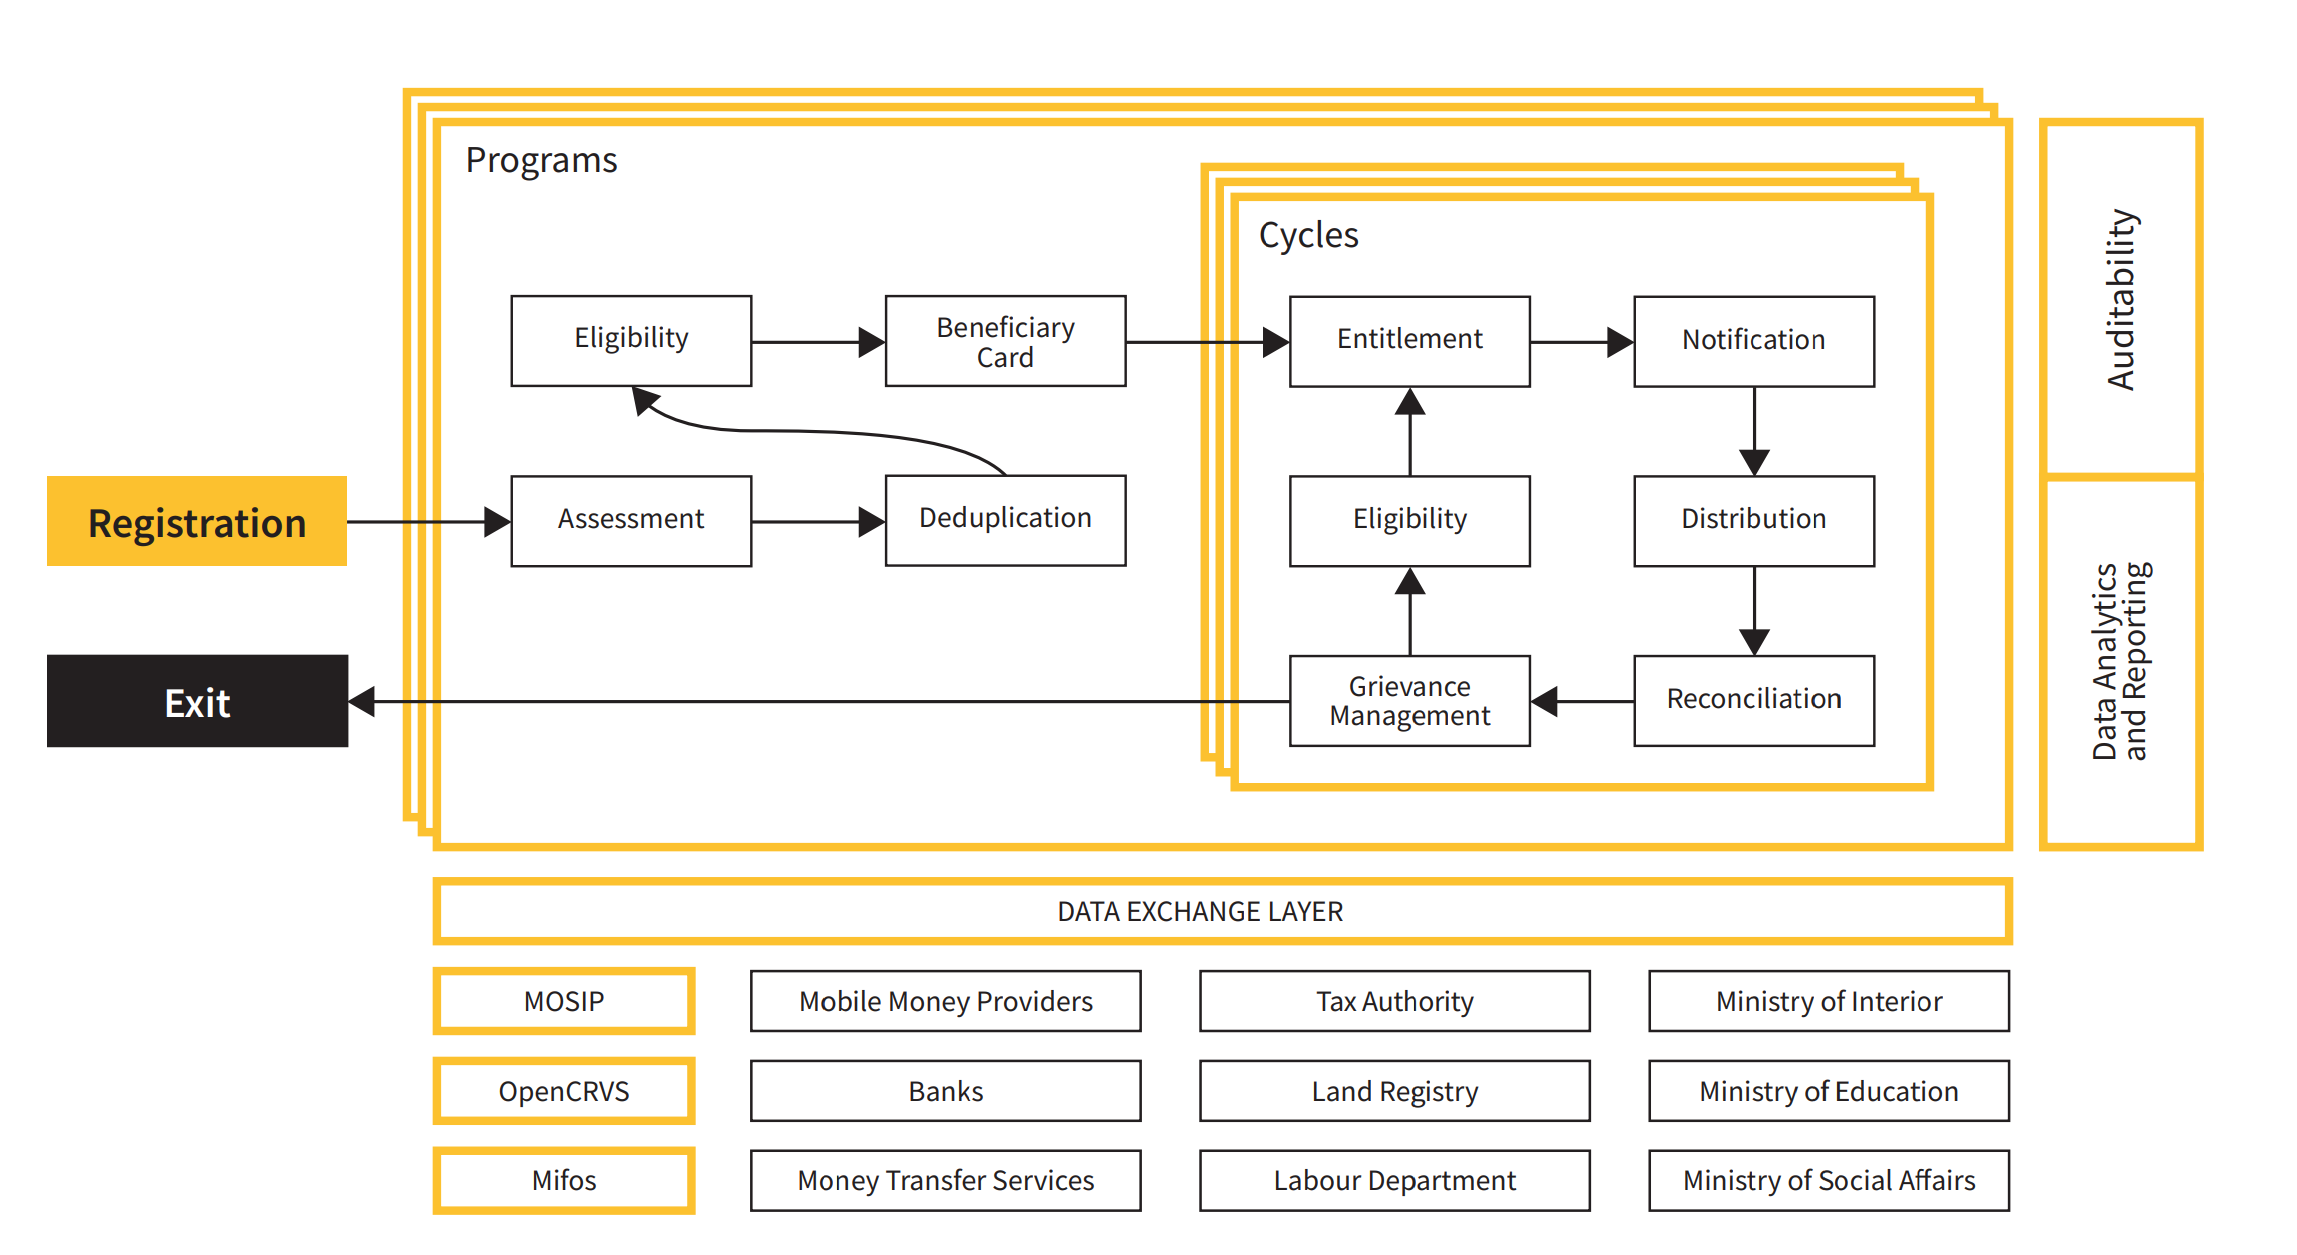 Programs
Cycles
Eligibility
Beneficiary
Card
Entitlement
Notification
Registration
Assessment
Deduplication
Eligibility
Distribution
Exit
Grievance
Management
Reconciliation
Auditability
Data Analytics
and Reporting
DATA EXCHANGE LAYER
MOSIP
Mobile Money Providers
Tax Authority
Ministry of Interior
OpenCRVS
Banks
Land Registry
Ministry of Education
Mifos
Money Transfer Services
Labour Department
Ministry of Social Affairs